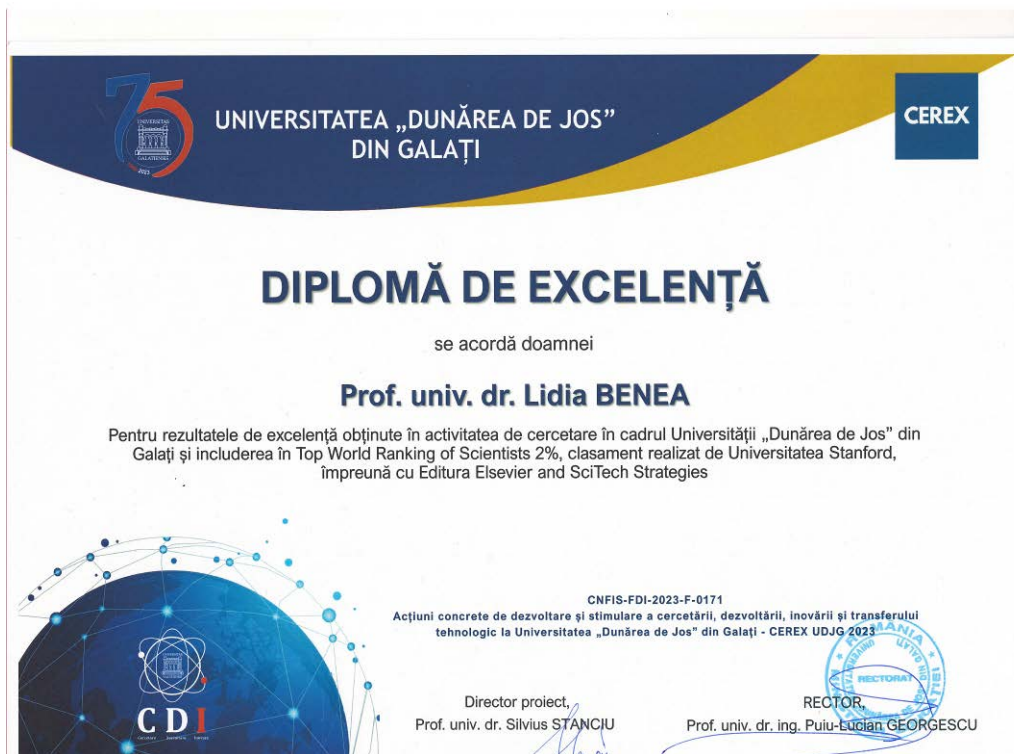 75
UNIVERSITAS
GALATIENSIS
2023
UNIVERSITATEA „DUNĂREA DE JOS”
DIN GALAȚI
CEREX
DIPLOMĂ DE EXCELENȚĂ
se acordă doamnei
Prof. univ. dr. Lidia BENEA
Pentru rezultatele de excelență obținute în activitatea de cercetare în cadrul Universității „Dunărea de Jos” din
Galați și includerea în Top World Ranking of Scientists 2%, clasament realizat de Universitatea Stanford,
împreună cu Editura Elsevier and SciTech Strategies
CNFIS-FDI-2023-F-0171
Acțiuni concrete de dezvoltare și stimulare a cercetării, dezvoltării, inovării și transferului
tehnologic la Universitatea „Dunărea de Jos” din Galați - CEREX UDJG 2023
ROMANIA
RECTORAT
CDI
Director proiect,
Prof. univ. dr. Silvius STANCIU
RECTOR,
Prof. univ. dr. ing. Puiu-Lucian GEORGESCU